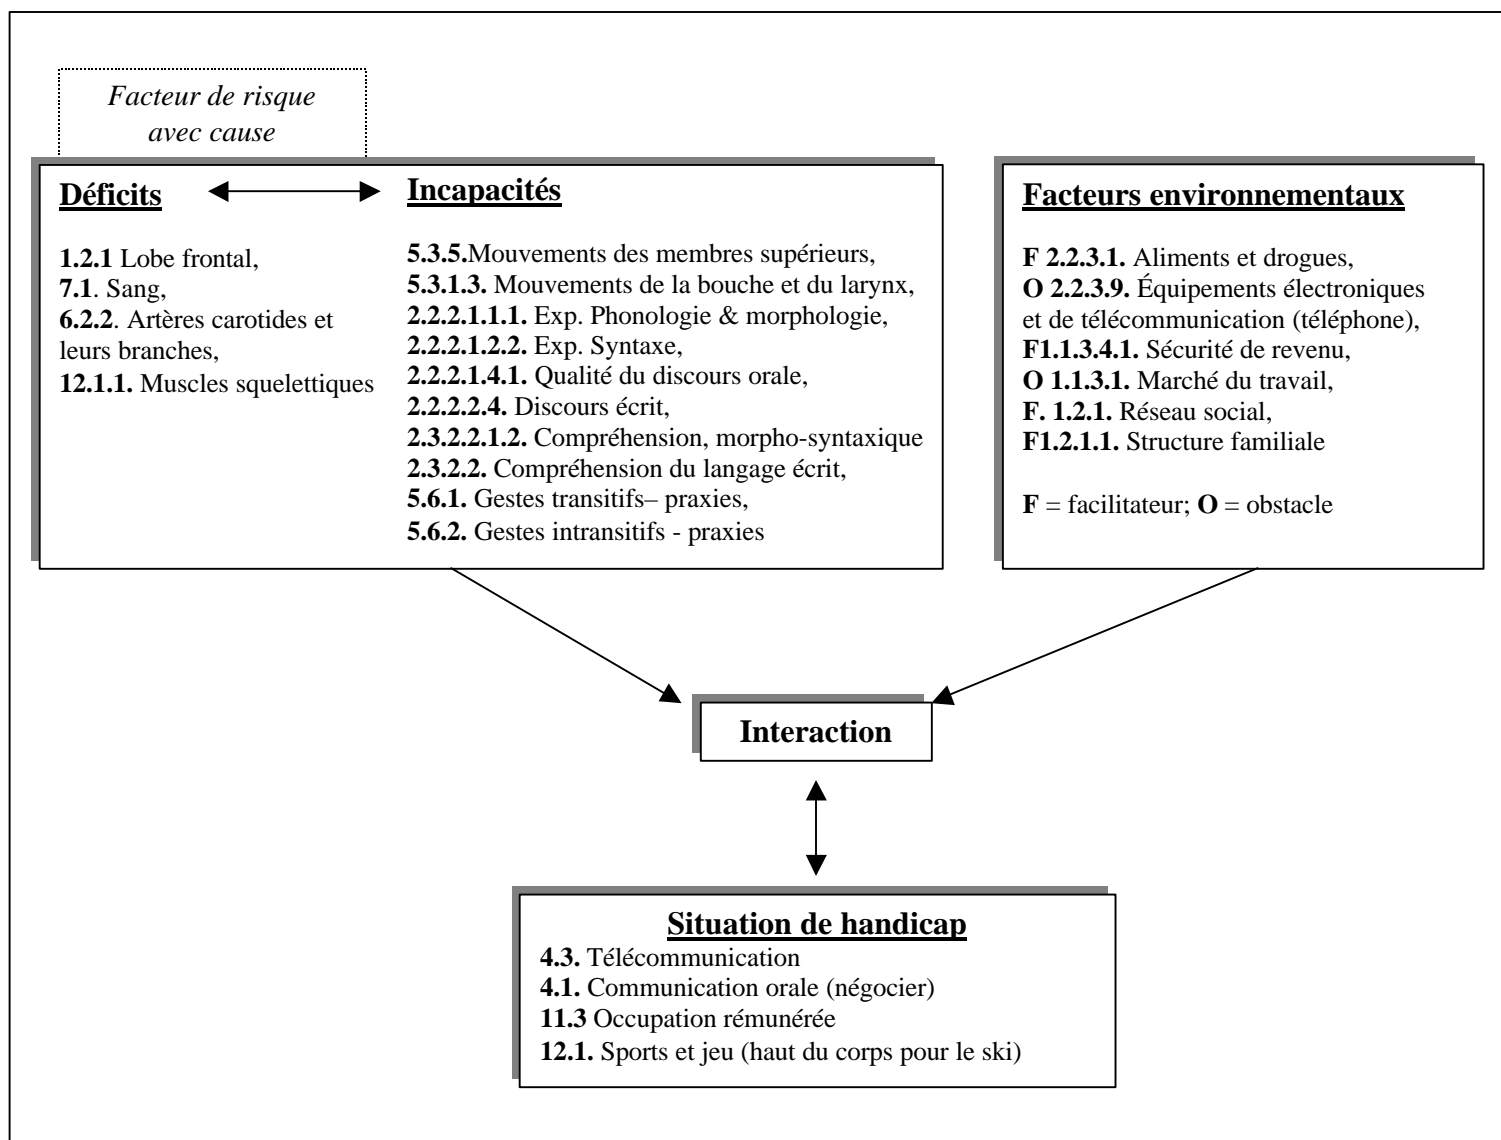 Facteur de risque
avec cause
Déficits
1.2.1 Lobe frontal,
7.1. Sang,
6.2.2. Artères carotides et
leurs branches,
12.1.1. Muscles squelettiques
Incapacités
5.3.5.Mouvements des membres supérieurs,
5.3.1.3. Mouvements de la bouche et du larynx,
2.2.2.1.1.1. Exp. Phonologie & morphologie,
2.2.2.1.2.2. Exp. Syntaxe,
2.2.2.1.4.1. Qualité du discours orale,
2.2.2.2.4. Discours écrit,
2.3.2.2.1.2. Compréhension, morpho-syntaxique
2.3.2.2. Compréhension du langage écrit,
5.6.1. Gestes transitifs– praxies,
5.6.2. Gestes intransitifs - praxies
Facteurs environnementaux
F 2.2.3.1. Aliments et drogues,
O 2.2.3.9. Équipements électroniques
et de télécommunication (téléphone),
F1.1.3.4.1. Sécurité de revenu,
O 1.1.3.1. Marché du travail,
F. 1.2.1. Réseau social,
F1.2.1.1. Structure familiale
F = facilitateur; O = obstacle
Interaction
Situation de handicap
4.3. Télécommunication
4.1. Communication orale (négocier)
11.3 Occupation rémunérée
12.1. Sports et jeu (haut du corps pour le ski)